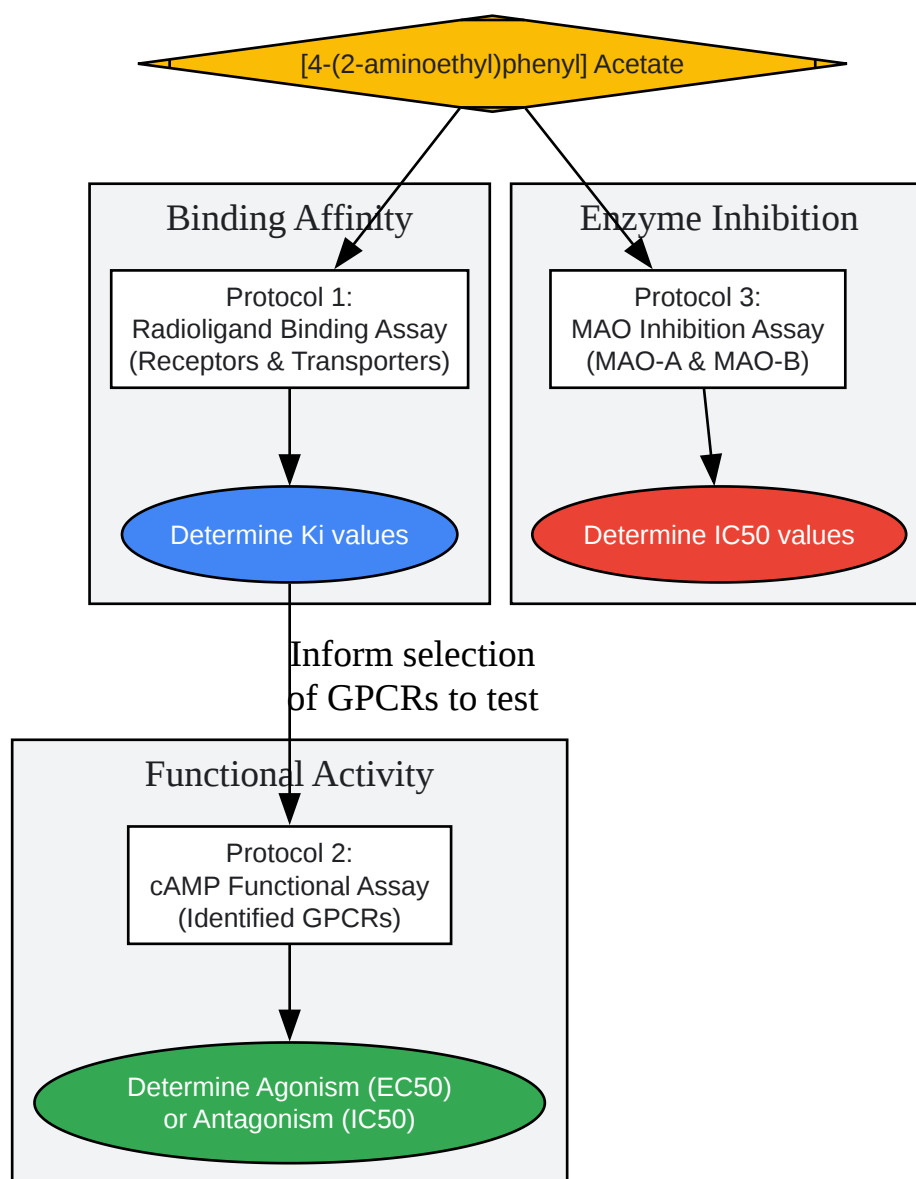 [4-(2-aminoethyl)phenyl] Acetate
Binding Affinity
Protocol 1:
Radioligand Binding Assay
(Receptors & Transporters)
Determine Ki values
Enzyme Inhibition
Protocol 3:
MAO Inhibition Assay
(MAO-A & MAO-B)
Determine IC50 values
Inform selection
of GPCRs to test
Functional Activity
Protocol 2:
cAMP Functional Assay
(Identified GPCRs)
Determine Agonism (EC50)
or Antagonism (IC50)